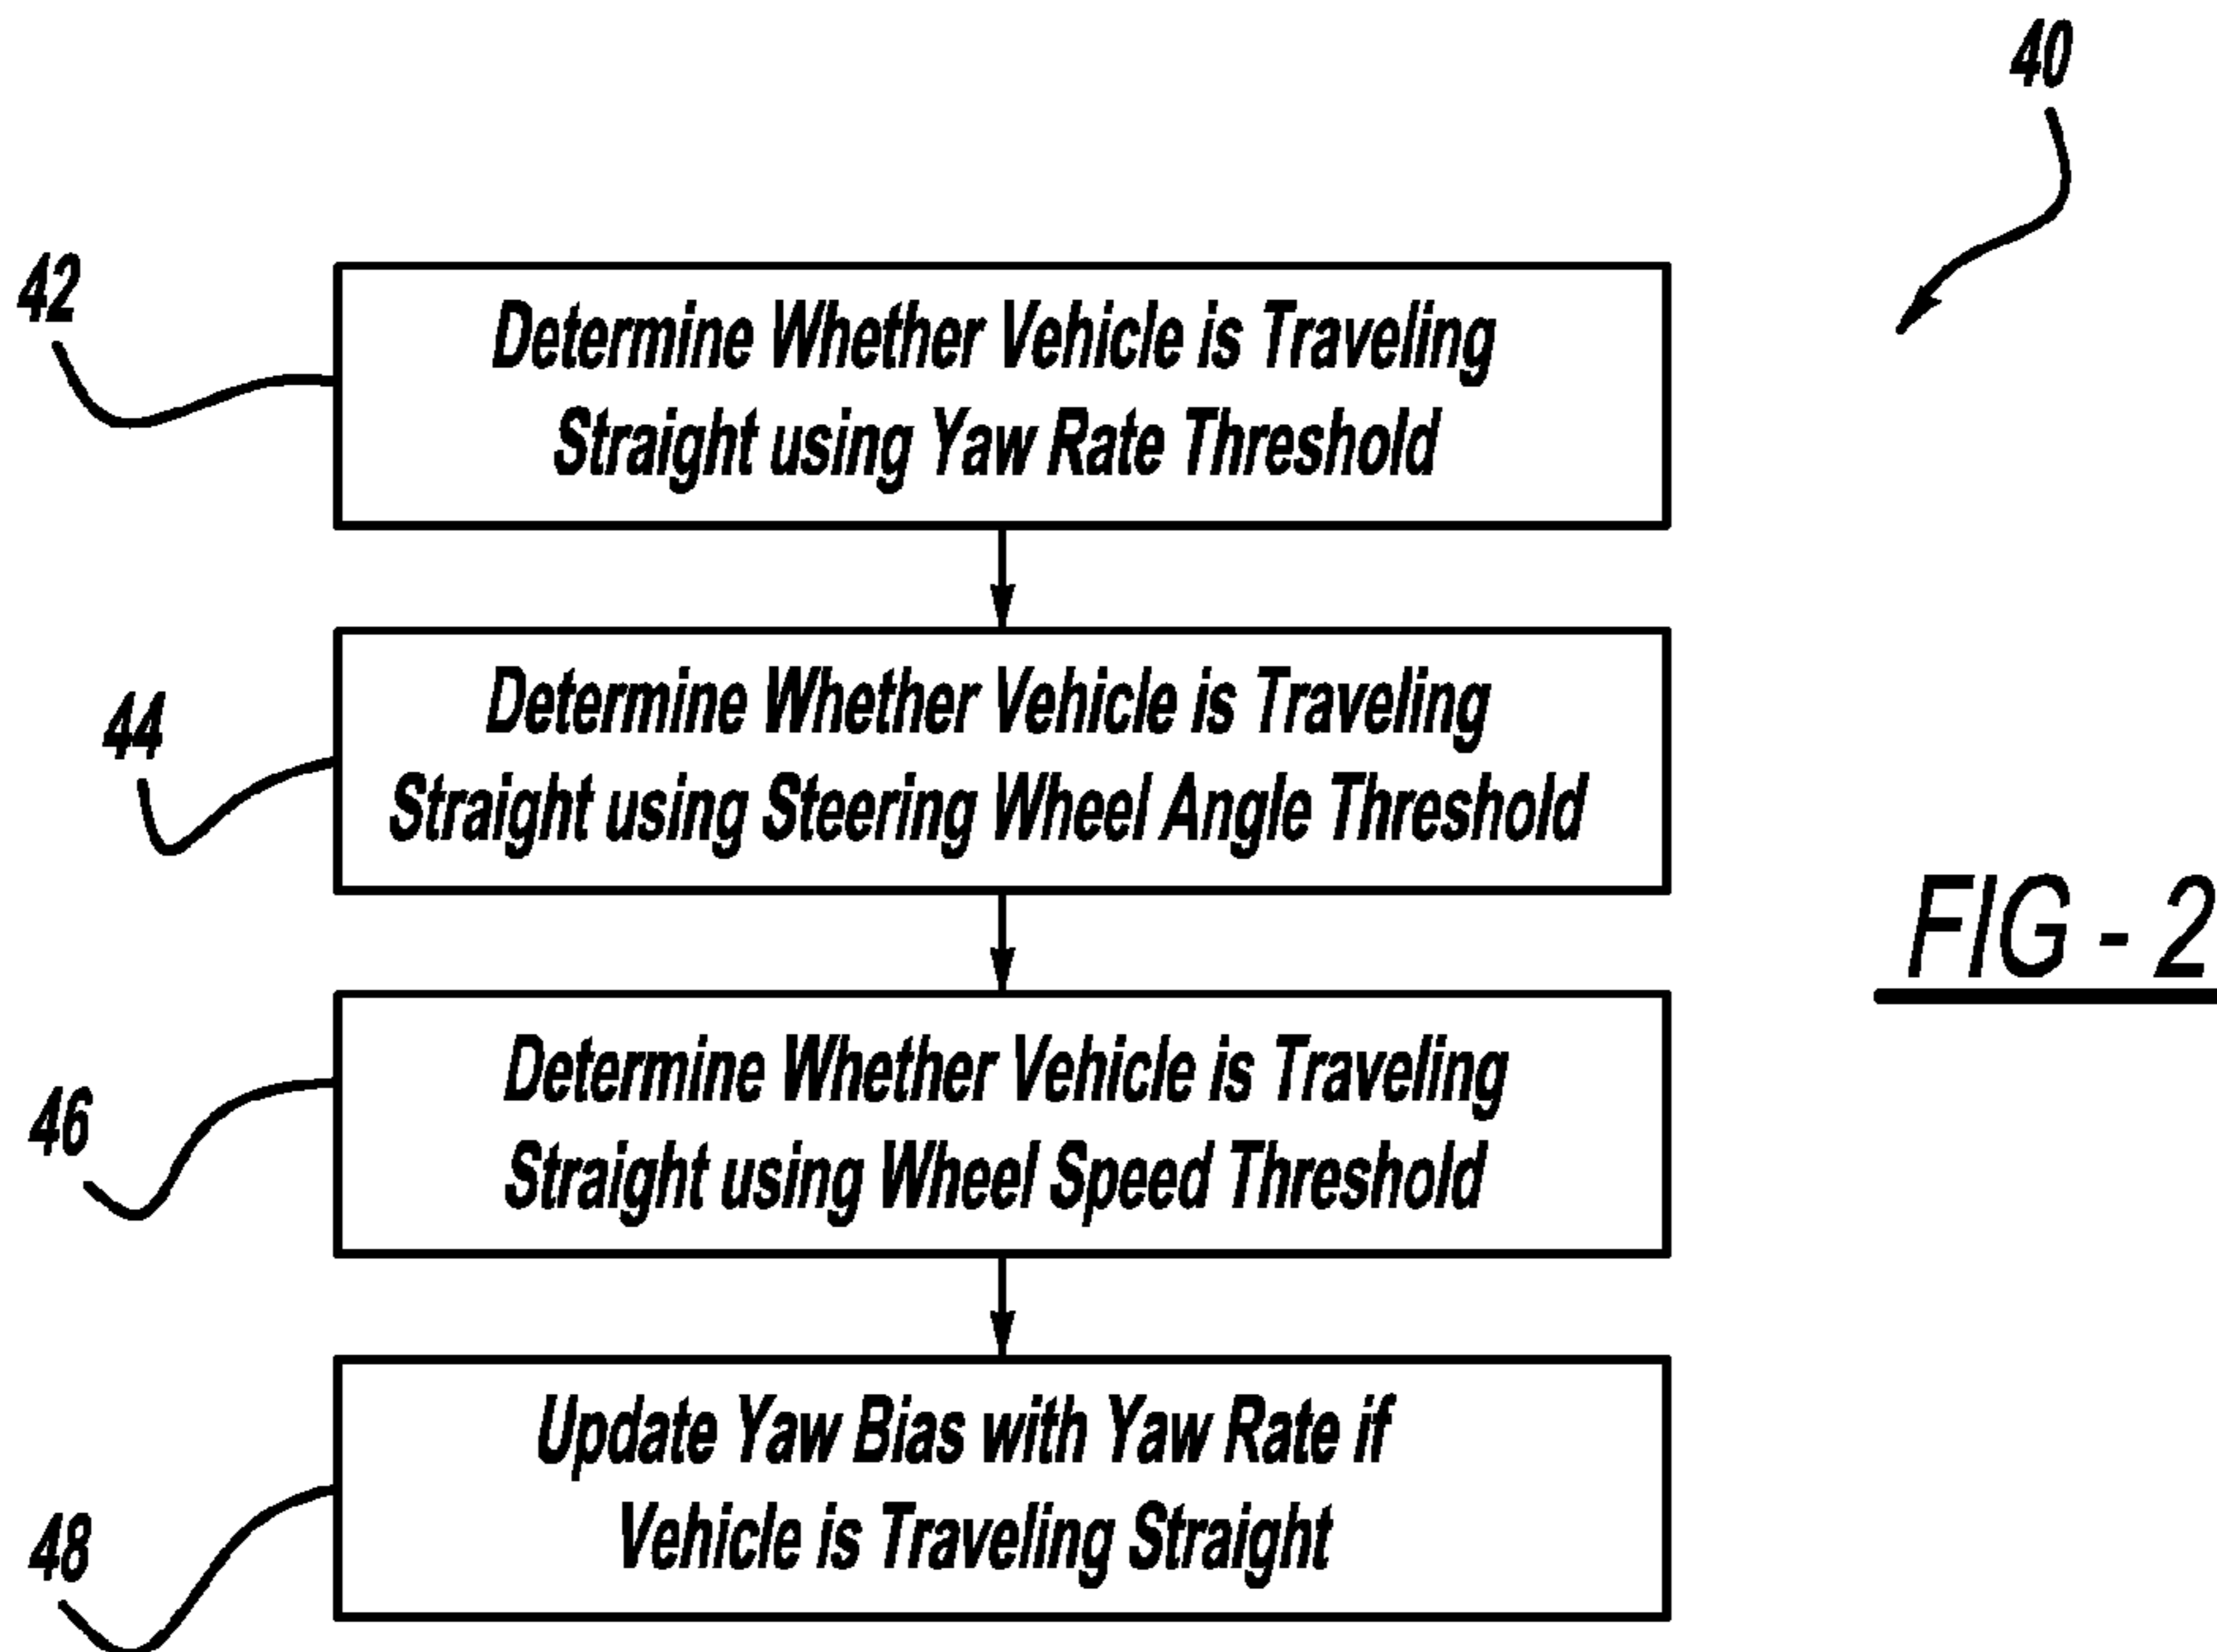 40
42
Determine Whether Vehicle is Traveling
Straight using Yaw Rate Threshold
44
Determine Whether Vehicle is Traveling
Straight using Steering Wheel Angle Threshold
FIG - 2
46
Determine Whether Vehicle is Traveling
Straight using Wheel Speed Threshold
48
Update Yaw Bias with Yaw Rate if
Vehicle is Traveling Straight